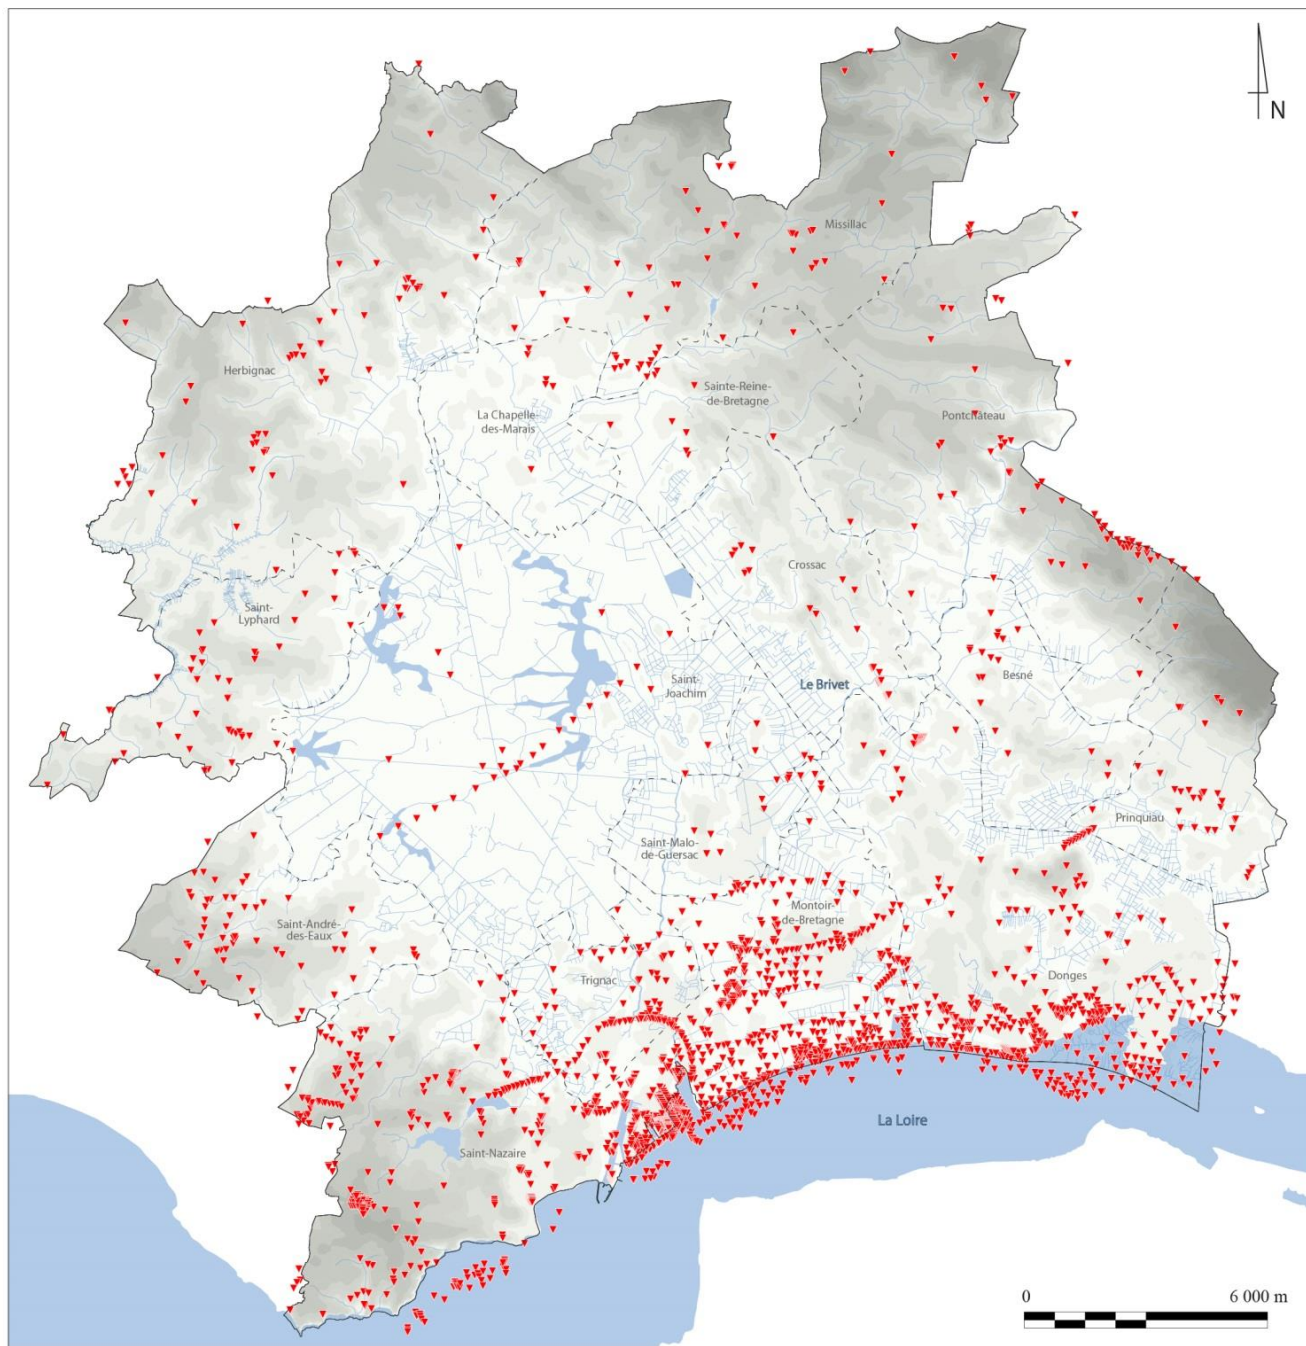 N
Missillac
Herbignac
Sainte-Reine-
de-Bretagne
La Chapelle-
des-Marais
Pontchâteau
Crossac
Saint-
Lyphard
Besné
Saint-
Joachim
Le Brivet
Prinquiau
Saint-Malo-
de-Guersac
Montoir-
de-Bretagne
Saint-André-
des-Eaux
Donges
Trignac
La Loire
Saint-Nazaire
0 6 000 m